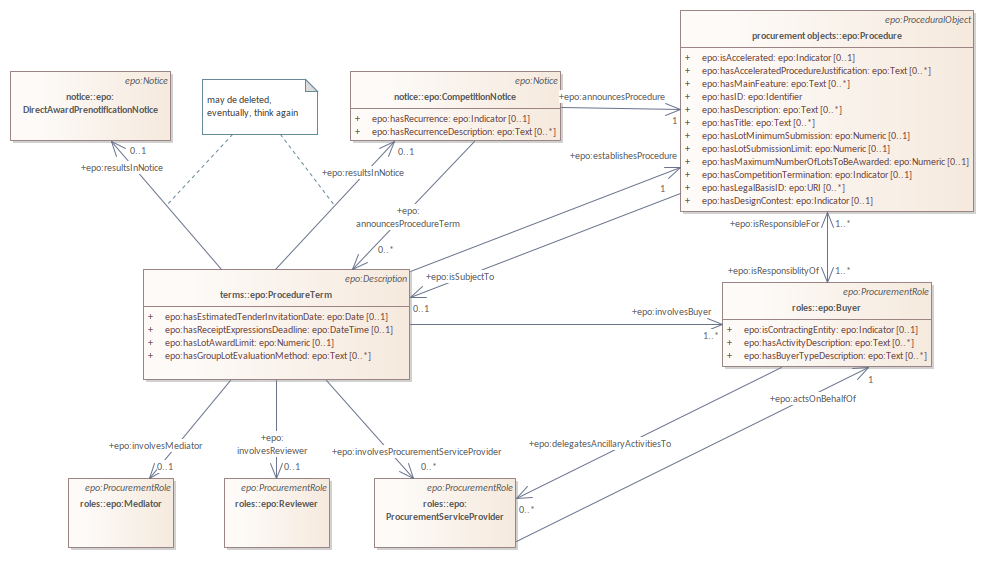 epo:ProceduralObject
procurement objects::epo:Procedure
+ epo:isAccelerated: epo:Indicator [0..1]
+ epo:hasAcceleratedProcedureJustification: epo:Text [0..*]
+ epo:hasMainFeature: epo:Text [0..*]
+ epo:hasID: epo:Identifier
+ epo:hasDescription: epo:Text [0..*]
+ epo:hasTitle: epo:Text [0..*]
+ epo:hasLotMinimumSubmission: epo:Numeric [0..1]
+ epo:hasLotSubmissionLimit: epo:Numeric [0..1]
+ epo:hasMaximumNumberOfLotsToBeAwarded: epo:Numeric [0..1]
+ epo:hasCompetitionTermination: epo:Indicator [0..1]
+ epo:hasLegalBasisID: epo:URI [0..*]
+ epo:hasDesignContest: epo:Indicator [0..1]
epo:Notice
notice::epo:
DirectAwardPrenotificationNotice
may be deleted,
eventually, think again
epo:Notice
notice::epo:CompetitionNotice
+ epo:hasRecurrence: epo:Indicator [0..1]
+ epo:hasRecurrenceDescription: epo:Text [0..*]
+epo:announcesProcedure
1
0..1
+epo:resultsInNotice
0..1
+epo:resultsInNotice
+epo:establishesProcedure
1
+epo:
announcesProcedureTerm
0..*
+epo:isSubjectTo
0..1
+epo:isResponsibleFor
1..*
+epo:isResponsiblityOf
1..*
epo:Description
terms::epo:ProcedureTerm
+ epo:hasEstimatedTenderInvitationDate: epo:Date [0..1]
+ epo:hasReceiptExpressionsDeadline: epo:DateTime [0..1]
+ epo:hasLotAwardLimit: epo:Numeric [0..1]
+ epo:hasGroupLotEvaluationMethod: epo:Text [0..*]
epo:ProcurementRole
roles::epo:Buyer
+ epo:isContractingEntity: epo:Indicator [0..1]
+ epo:hasActivityDescription: epo:Text [0..*]
+ epo:hasBuyerTypeDescription: epo:Text [0..*]
+epo:involvesBuyer
1..*
1
+epo:actsOnBehalfOf
+epo:delegatesAncillaryActivitiesTo
0..*
+epo:involvesMediator
0..1
+epo:
involvesReviewer
0..1
+epo:involvesProcurementServiceProvider
0..*
epo:ProcurementRole
roles::epo:Mediator
epo:ProcurementRole
roles::epo:Reviewer
epo:ProcurementRole
roles::epo:
ProcurementServiceProvider